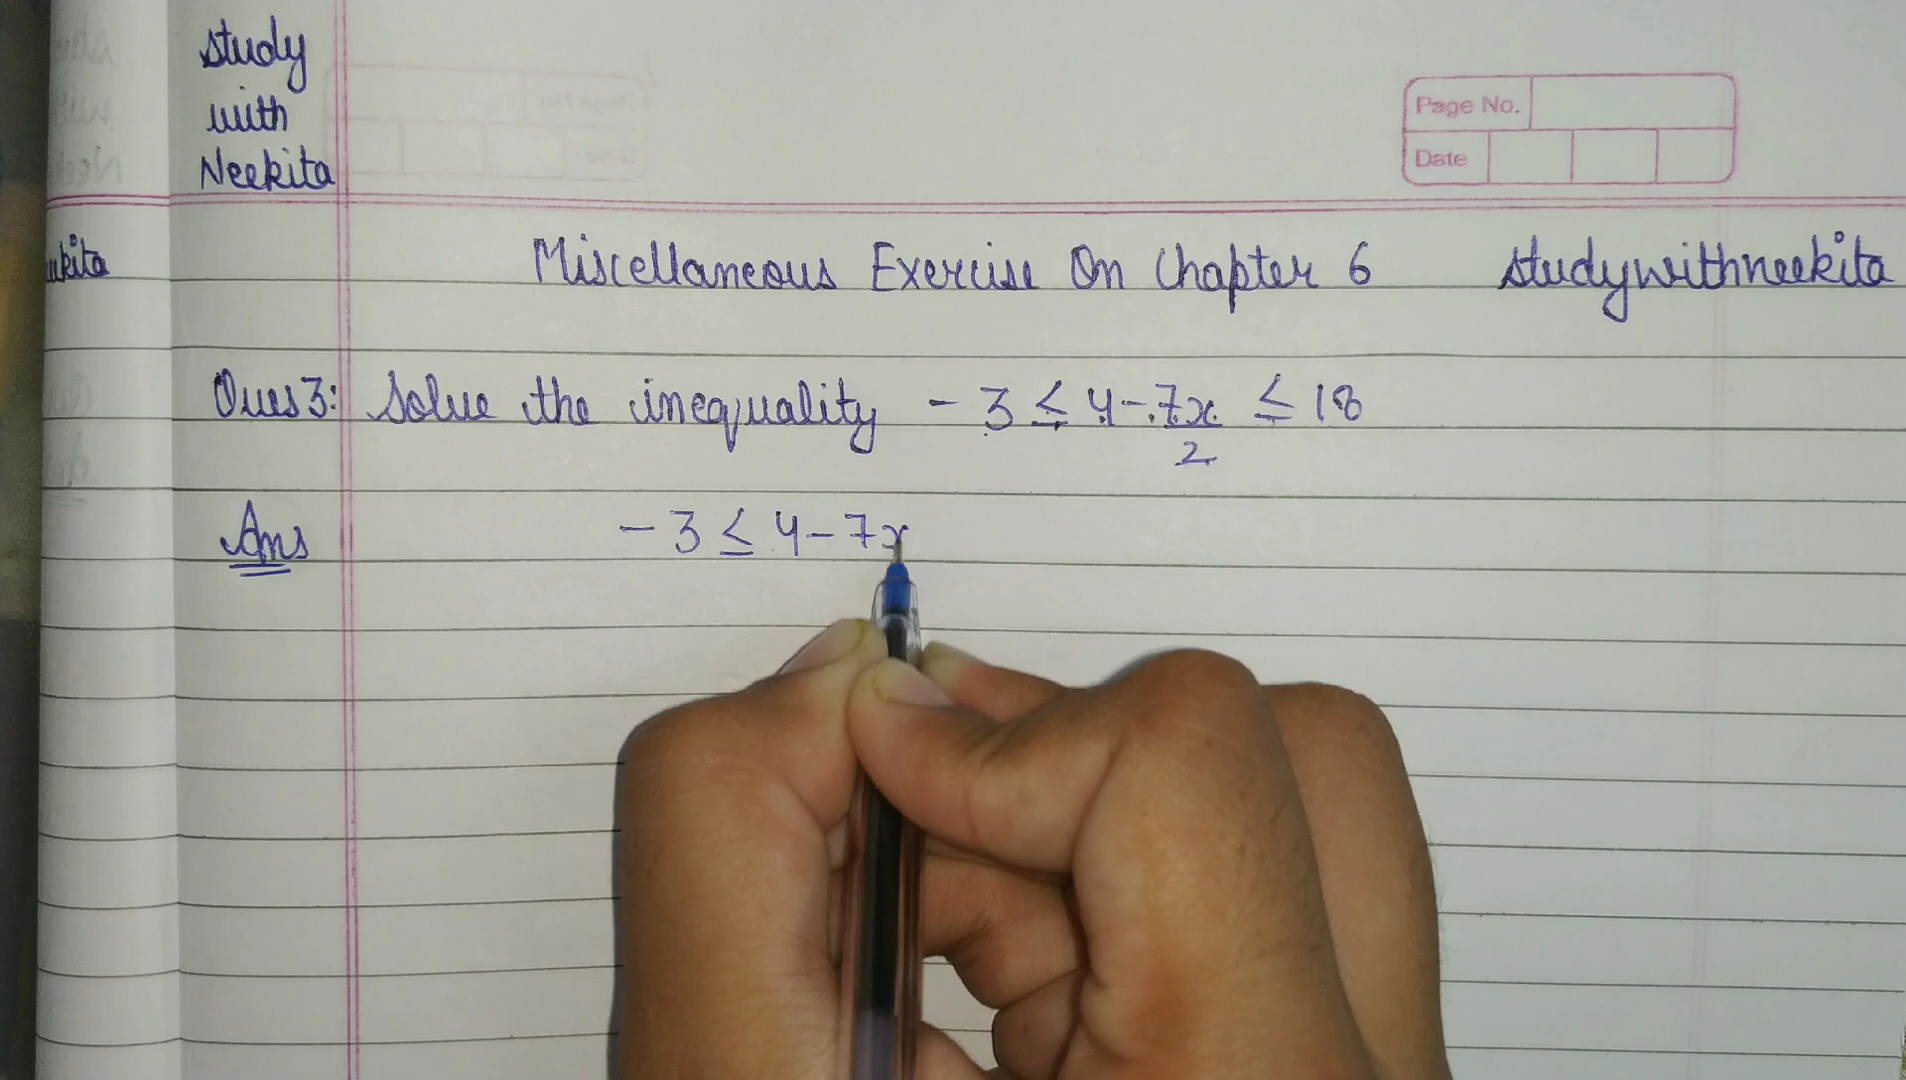 study
with
Neekita
Page No.
Date
ukita
Miscellaneous Exercise On Chapter 6
studywithneekita
Ques 3: Solve the inequality - 3 ≤ 4 - 7x/2 ≤ 18
Ans
- 3 ≤ 4 - 7x